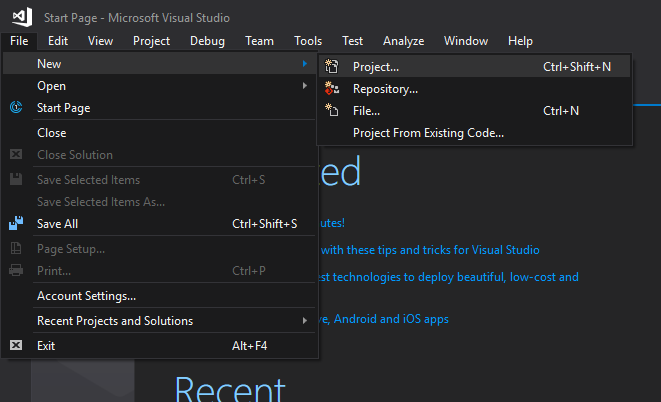 Start Page - Microsoft Visual Studio
File Edit View Project Debug Team Tools Test Analyze Window Help
New
Project... Ctrl+Shift+N
Open
Repository...
Start Page
File... Ctrl+N
Close
Project From Existing Code...
Close Solution
ted
Save Selected Items Ctrl+S
Save Selected Items As...
Save All Ctrl+Shift+S
utes!
Page Setup...
with these tips and tricks for Visual Studio
Print... Ctrl+P
est technologies to deploy beautiful, low-cost and
Account Settings...
Recent Projects and Solutions
ve, Android and iOS apps
Exit Alt+F4
Recent